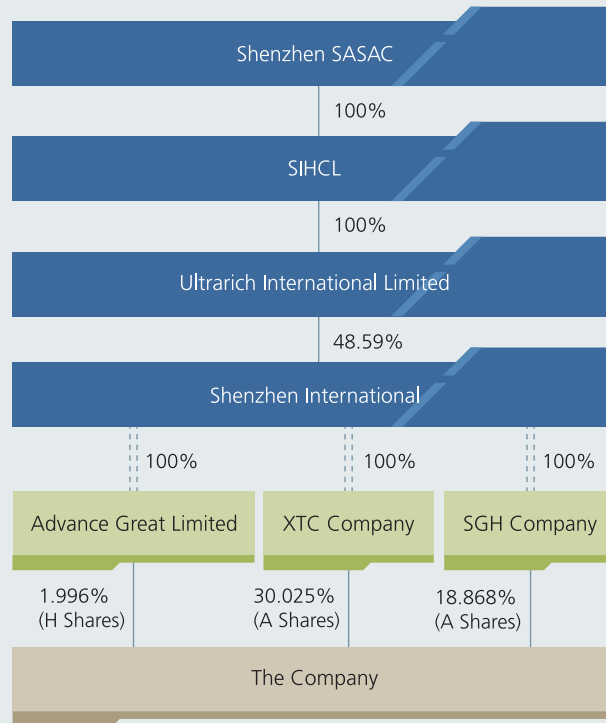 Shenzhen SASAC
100%
SIHCL
100%
Ultrarich International Limited
48.59%
Shenzhen International
100%
100%
100%
Advance Great Limited
XTC Company
SGH Company
1.996%
(H Shares)
30.025%
(A Shares)
18.868%
(A Shares)
The Company